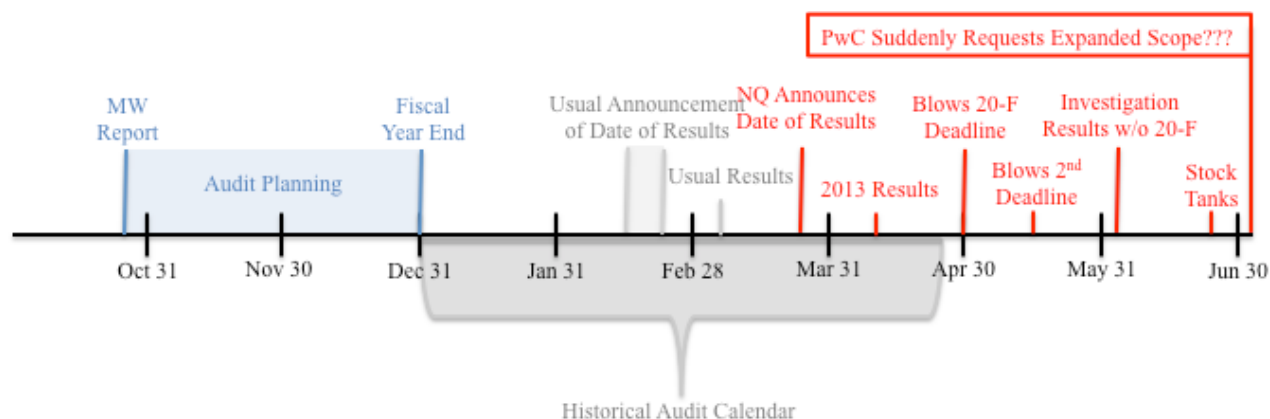 PwC Suddenly Requests Expanded Scope???
MW
Report
Fiscal
Year End
Usual Announcement
of Date of Results
NQ Announces
Date of Results
Blows 20-F
Deadline
Investigation
Results w/o 20-F
Audit Planning
Usual Results
2013 Results
Blows 2nd
Deadline
Stock
Tanks
Oct 31
Nov 30
Dec 31
Jan 31
Feb 28
Mar 31
Apr 30
May 31
Jun 30
Historical Audit Calendar